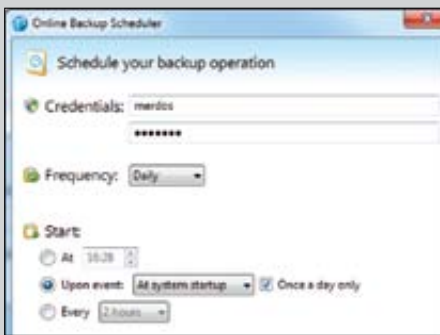 Online Backup Scheduler
Schedule your backup operation
Credentials: merdos
•••••••
Frequency: Daily
Start:
At 16:28
Upon event: At system startup Once a day only
Every 2 hours